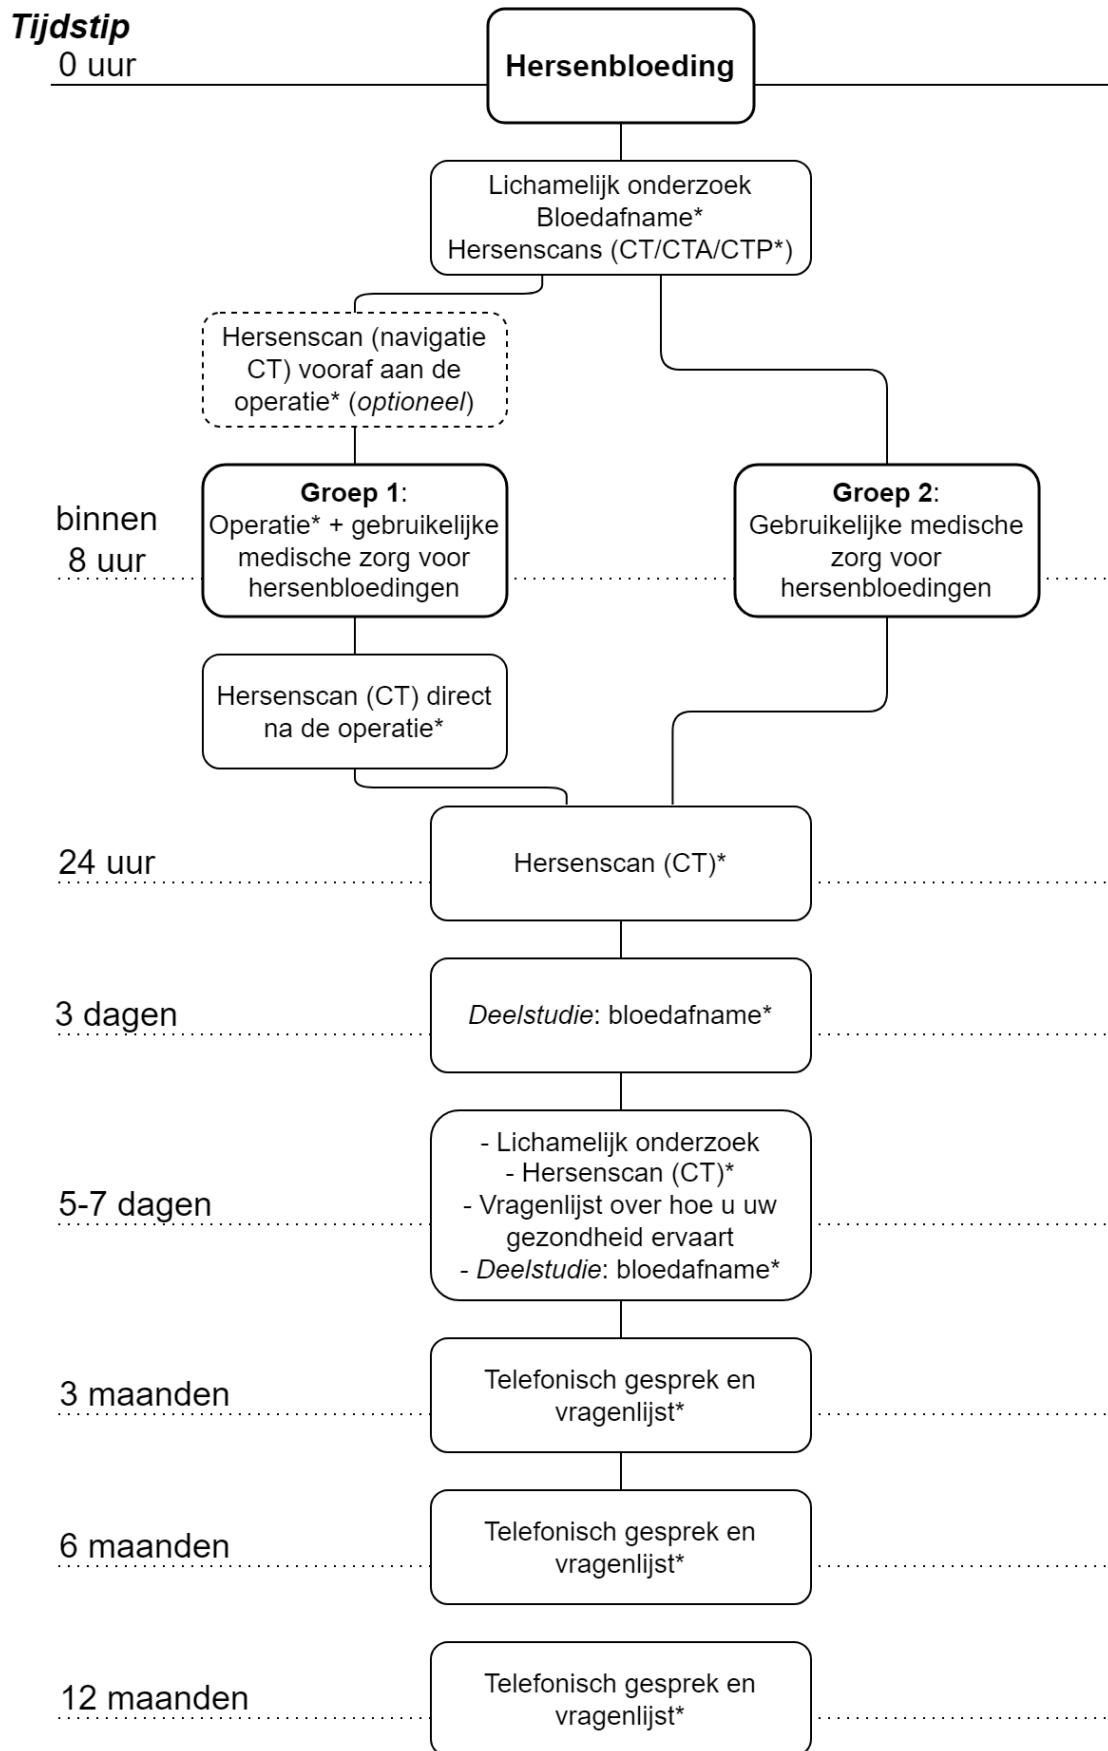 Tijdstip
0 uur
Hersenbloeding
Lichamelijk onderzoek
Bloedafname*
Hersenscans (CT/CTA/CTP*)
Hersenscan (navigatie
CT) vooraf aan de
operatie* (optioneel)
binnen
8 uur
Groep 1:
Operatie* + gebruikelijke
medische zorg voor
hersenbloedingen
Groep 2:
Gebruikelijke medische
zorg voor
hersenbloedingen
Hersenscan (CT) direct
na de operatie*
24 uur
Hersenscan (CT)*
3 dagen
Deelstudie: bloedafname*
5-7 dagen
- Lichamelijk onderzoek
- Hersenscan (CT)*
- Vragenlijst over hoe u uw
gezondheid ervaart
- Deelstudie: bloedafname*
3 maanden
Telefonisch gesprek en
vragenlijst*
6 maanden
Telefonisch gesprek en
vragenlijst*
12 maanden
Telefonisch gesprek en
vragenlijst*